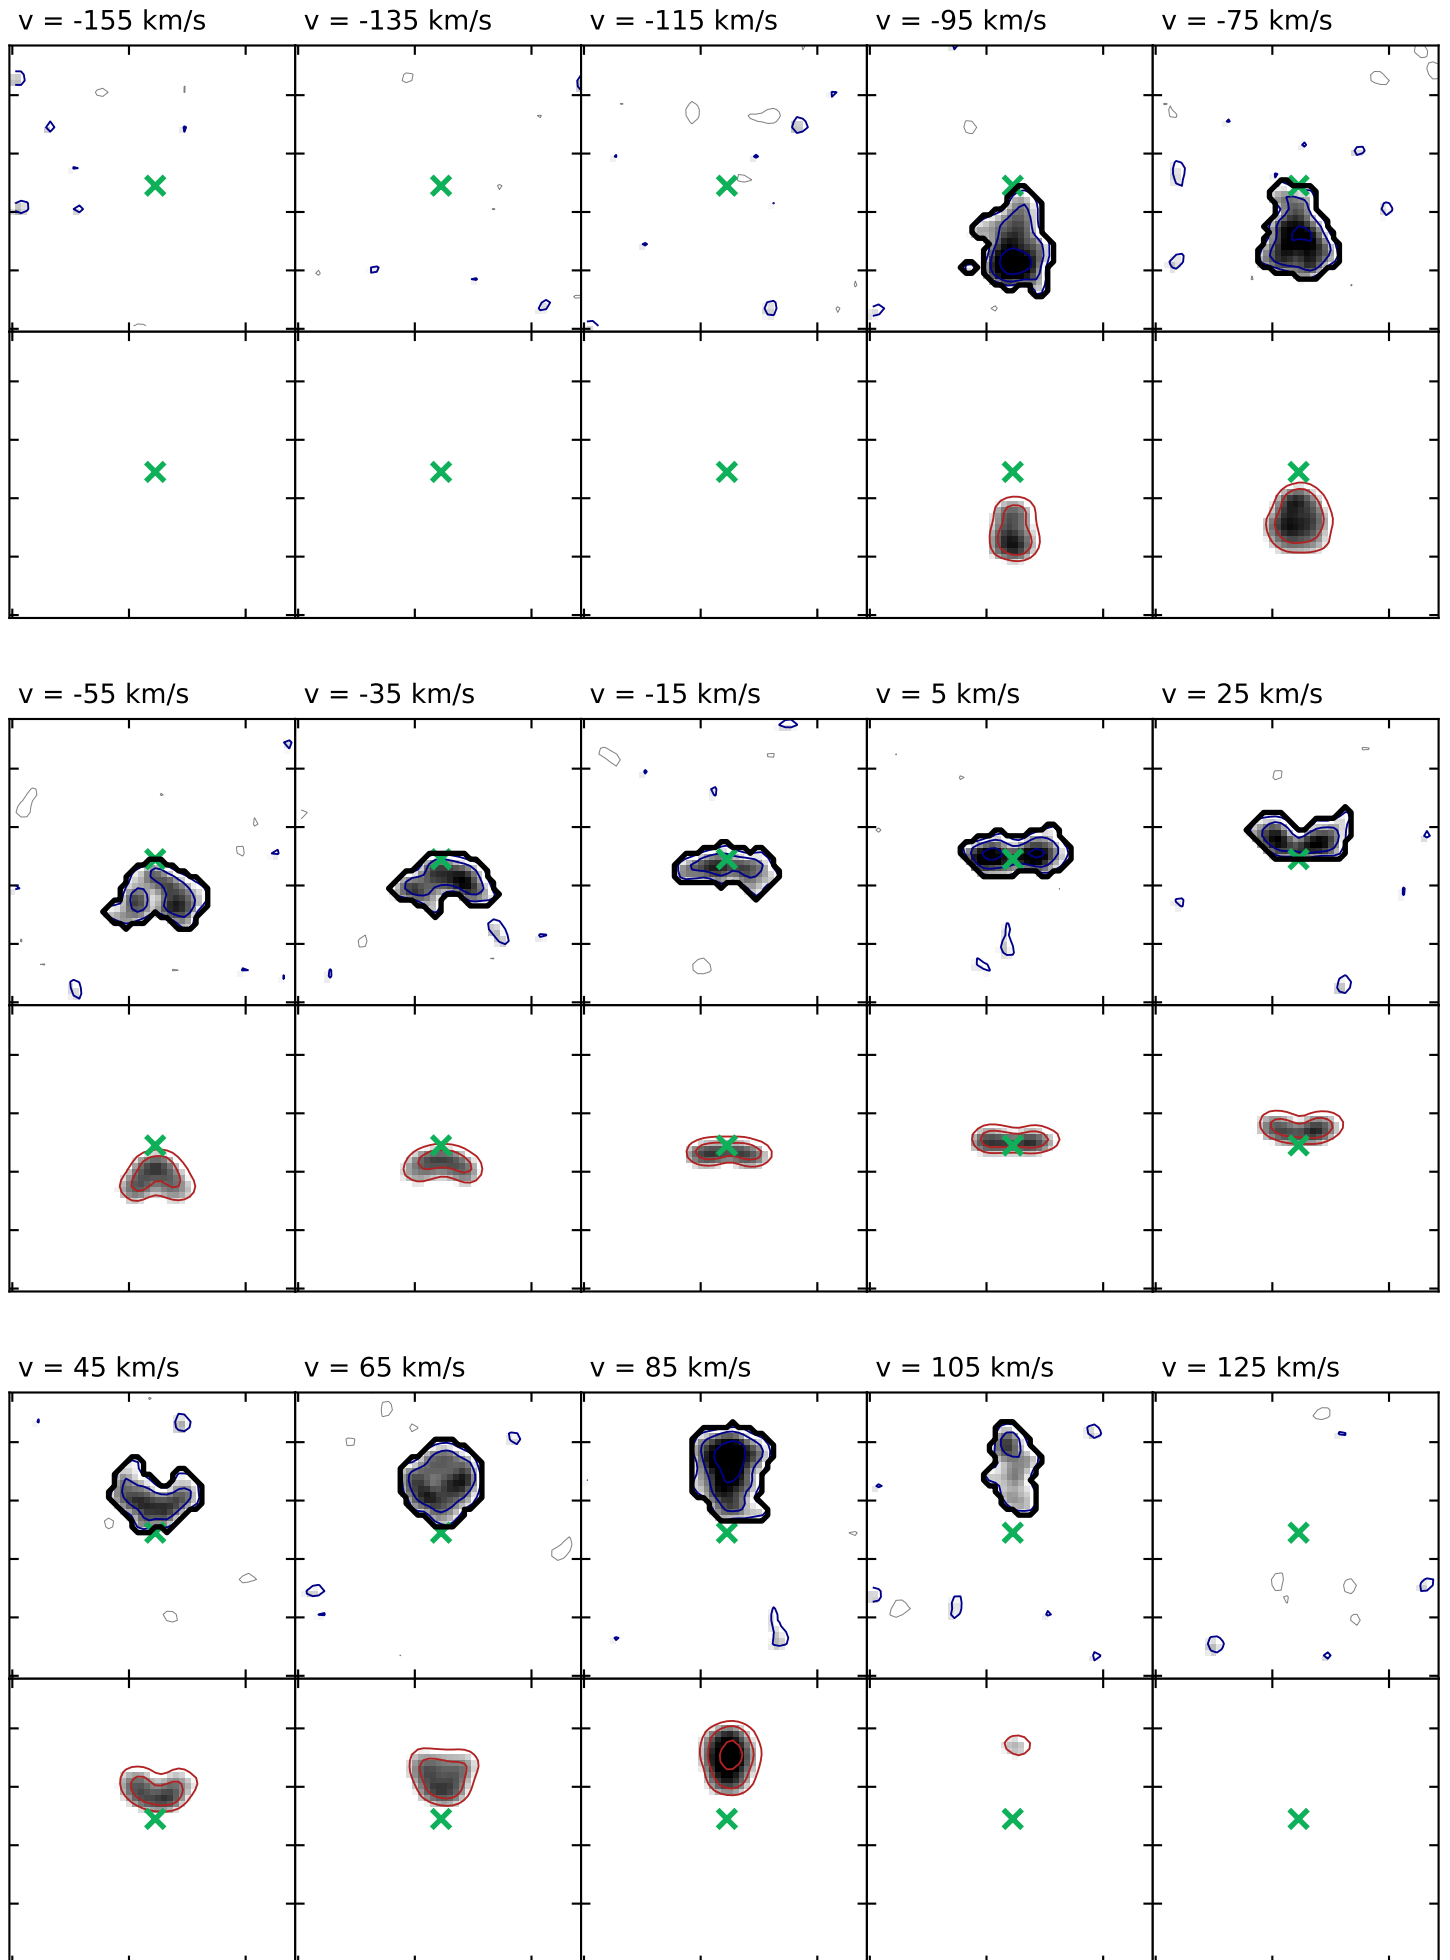 v = -155 km/s
v = -135 km/s
v = -115 km/s
v = -95 km/s
v = -75 km/s
v = -55 km/s
v = -35 km/s
v = -15 km/s
v = 5 km/s
v = 25 km/s
v = 45 km/s
v = 65 km/s
v = 85 km/s
v = 105 km/s
v = 125 km/s